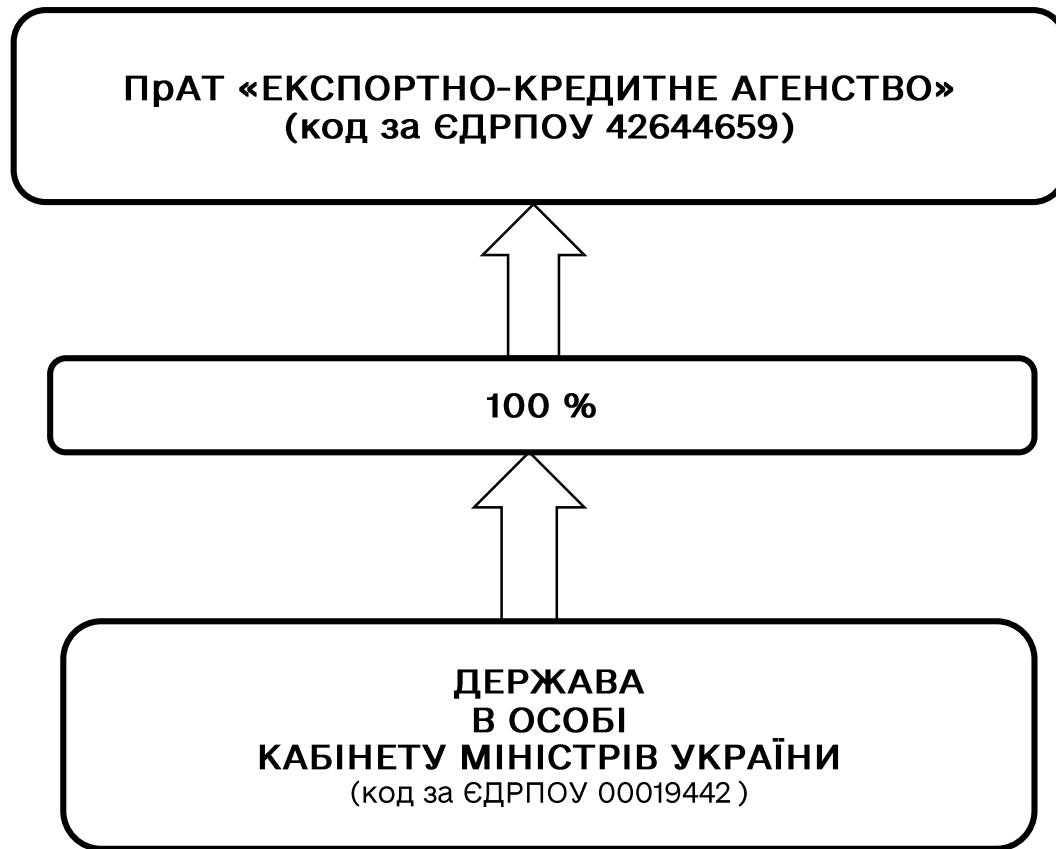 ПрАТ «ЕКСПОРТНО-КРЕДИТНЕ АГЕНСТВО»
(код за ЄДРПОУ 42644659)
100 %
ДЕРЖАВА
В ОСОБІ
КАБІНЕТУ МІНІСТРІВ УКРАЇНИ
(код за ЄДРПОУ 00019442 )